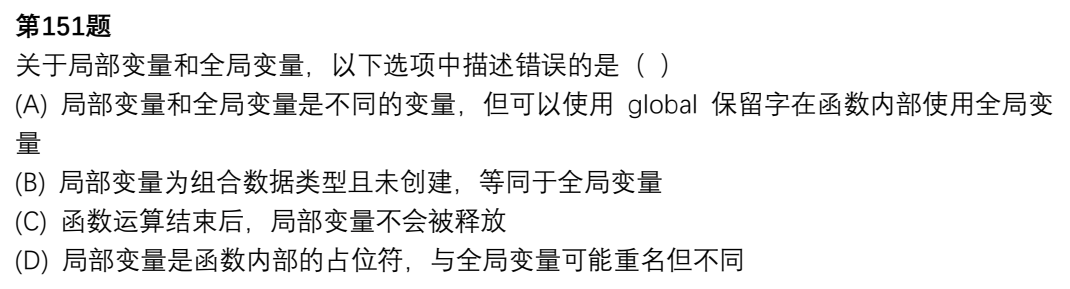 第151题
关于局部变量和全局变量，以下选项中描述错误的是（ ）
(A) 局部变量和全局变量是不同的变量，但可以使用 global 保留字在函数内部使用全局变
量
(B) 局部变量为组合数据类型且未创建，等同于全局变量
(C) 函数运算结束后，局部变量不会被释放
(D) 局部变量是函数内部的占位符，与全局变量可能重名但不同